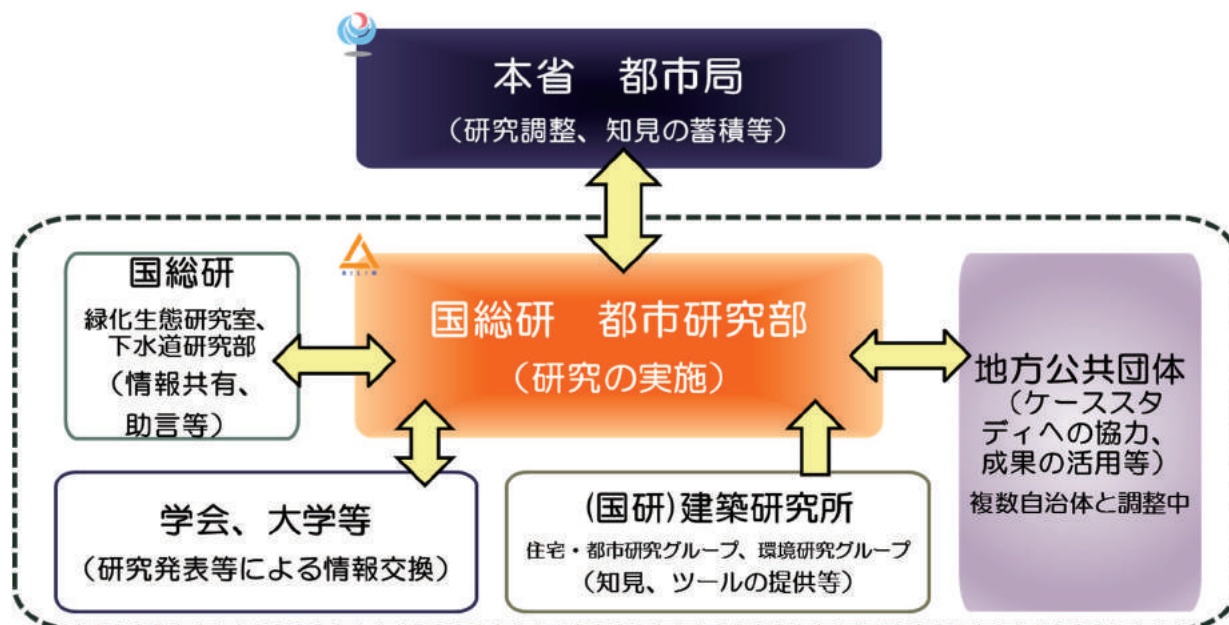 本省　都市局
（研究調整、知見の蓄積等）
国総研
緑化生態研究室、
下水道研究部
（情報共有、
助言等）
NILIM
国総研　都市研究部
（研究の実施）
地方公共団体
（ケーススタ
ディへの協力、
成果の活用等）
複数自治体と調整中
学会、大学等
（研究発表等による情報交換）
(国研)建築研究所
住宅・都市研究グループ、環境研究グループ
（知見、ツールの提供等）